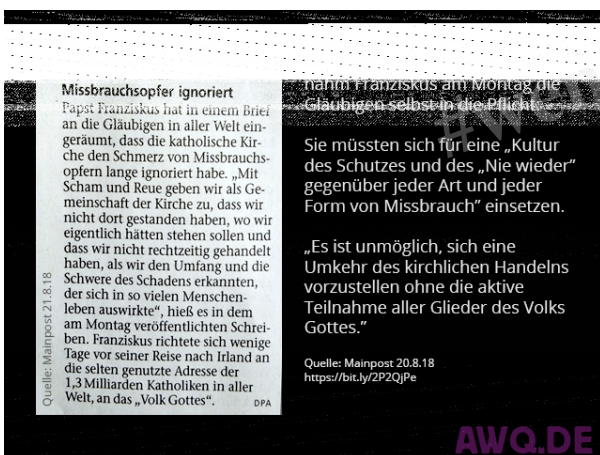 Missbrauchsopfer ignoriert
Papst Franziskus hat in einem Brief
an die Gläubigen in aller Welt ein-
geräumt, dass die katholische Kir-
che den Schmerz von Missbrauchs-
opfern lange ignoriert habe. „Mit
Scham und Reue geben wir als Ge-
meinschaft der Kirche zu, dass wir
nicht dort gestanden haben, wo wir
eigentlich hätten stehen sollen und
dass wir nicht rechtzeitig gehandelt
haben, als wir den Umfang und die
Schwere des Schadens erkannten,
der sich in so vielen Menschen-
leben auswirkte“, hieß es in dem
am Montag veröffentlichten Schrei-
ben. Franziskus richtete sich wenige
Tage vor seiner Reise nach Irland an
die selten genutzte Adresse der
1,3 Milliarden Katholiken in aller
Welt, an das „Volk Gottes“.
DPA
Quelle: Mainpost 21.8.18
nahm Franziskus am Montag die
Gläubigen selbst in die Pflicht.
Sie müssten sich für eine „Kultur
des Schutzes und des „Nie wieder”
gegenüber jeder Art und jeder
Form von Missbrauch” einsetzen.
„Es ist unmöglich, sich eine
Umkehr des kirchlichen Handelns
vorzustellen ohne die aktive
Teilnahme aller Glieder des Volks
Gottes.”
Quelle: Mainpost 20.8.18
https://bit.ly/2P2QjPe
AWQ.DE